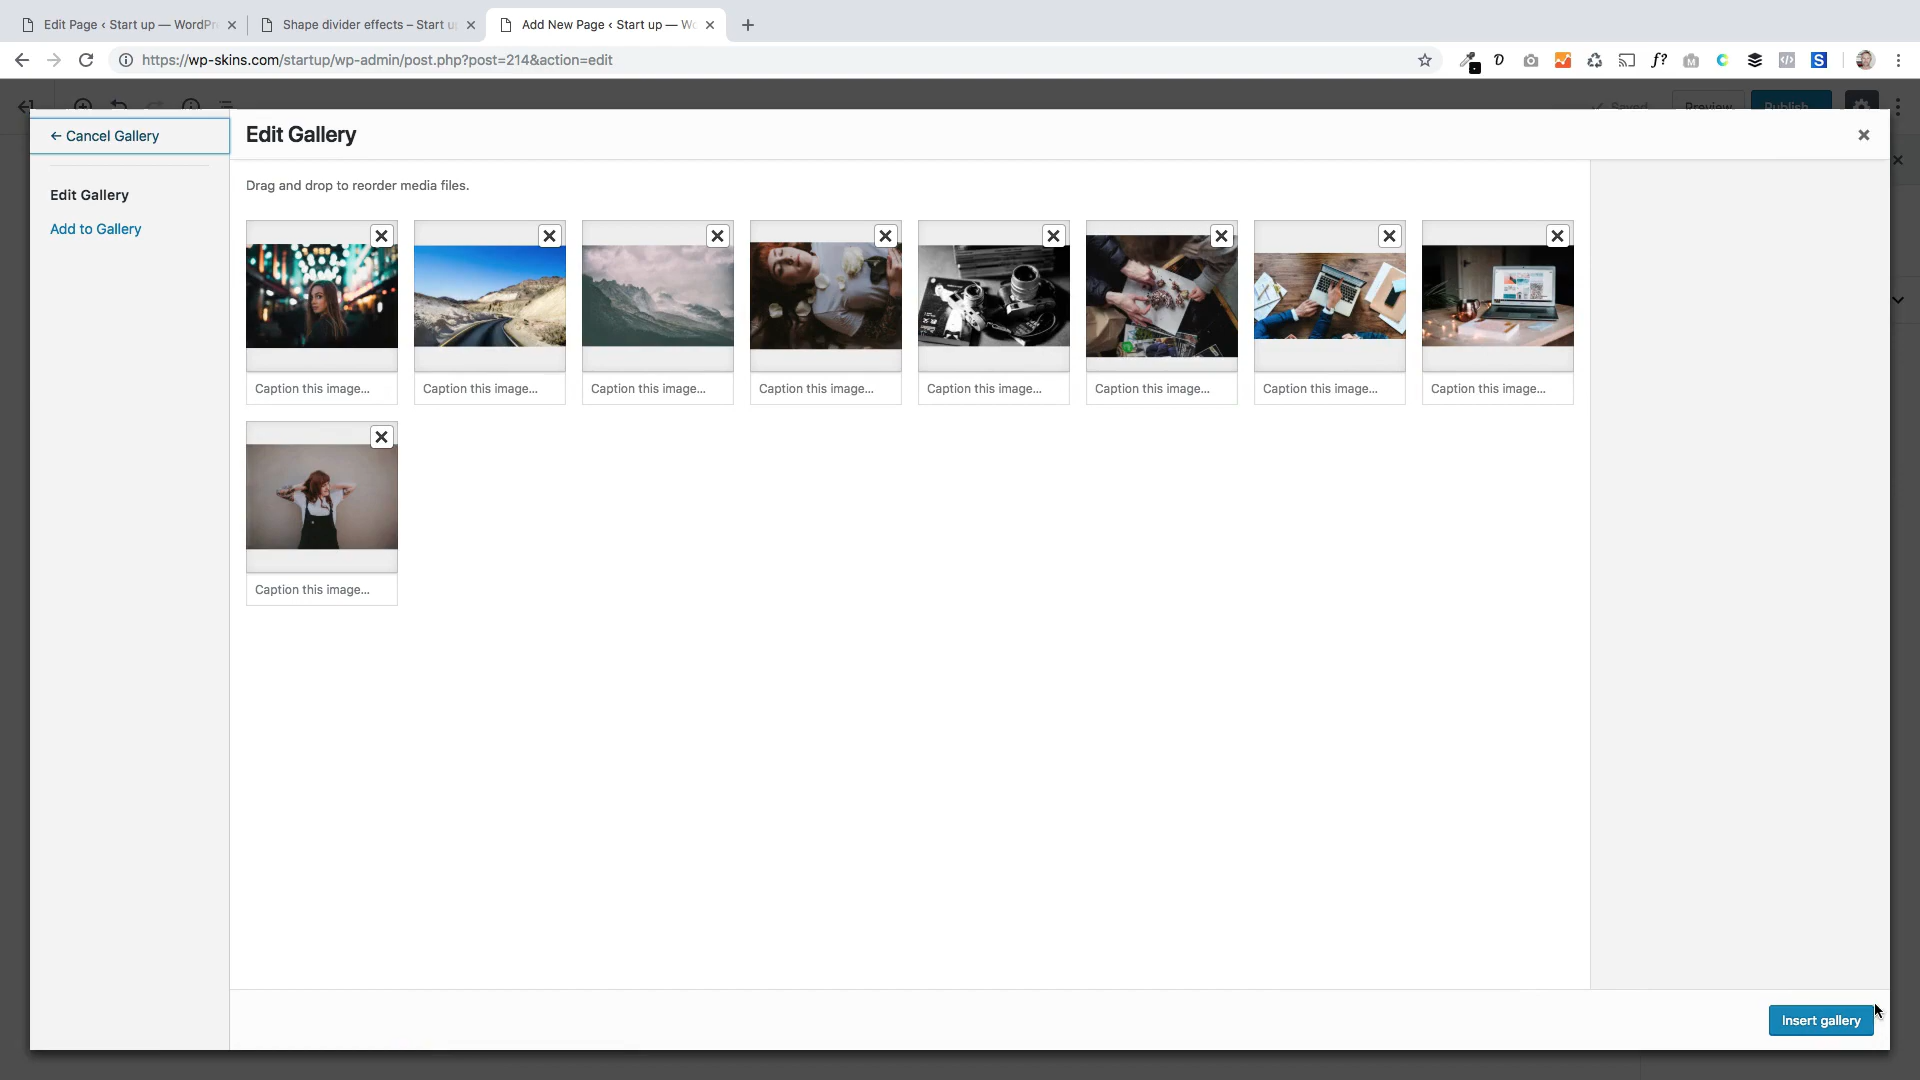 Edit Page ‹ Start up — WordPr
Shape divider effects – Start u
Add New Page ‹ Start up — Wo
https://wp-skins.com/startup/wp-admin/post.php?post=214&action=edit
Saved
Preview
Publish...
← Cancel Gallery
Edit Gallery
Edit Gallery
Add to Gallery
Drag and drop to reorder media files.
Caption this image...
Caption this image...
Caption this image...
Caption this image...
Caption this image...
Caption this image...
Caption this image...
Caption this image...
Caption this image...
Insert gallery